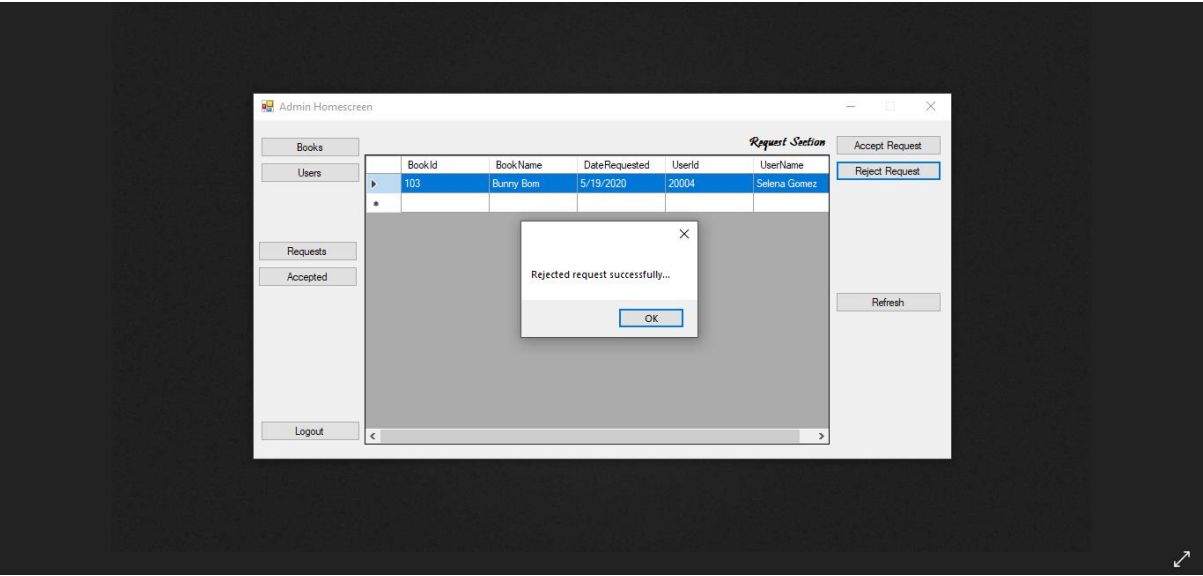 Admin Homescreen
Books
Users
Requests
Accepted
Logout
Request Section
BookId BookName DateRequested UserId UserName
103 Bunny Bom 5/19/2020 20004 Selena Gomez
Rejected request successfully...
OK
Accept Request
Reject Request
Refresh